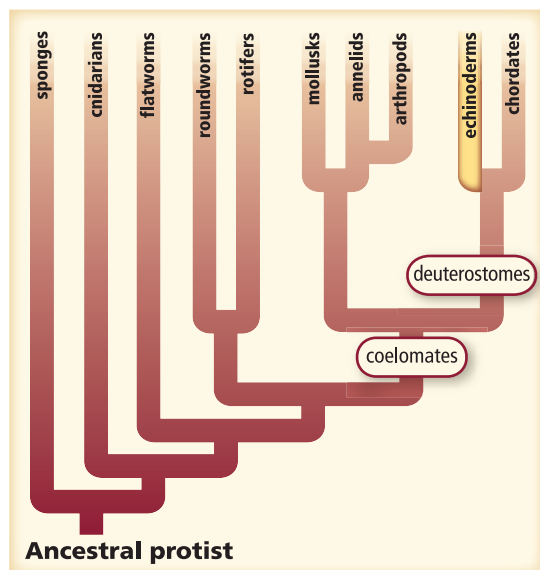 sponges
cnidarians
flatworms
roundworms
rotifers
mollusks
annelids
arthropods
echinoderms
chordates
deuterostomes
coelomates
Ancestral protist